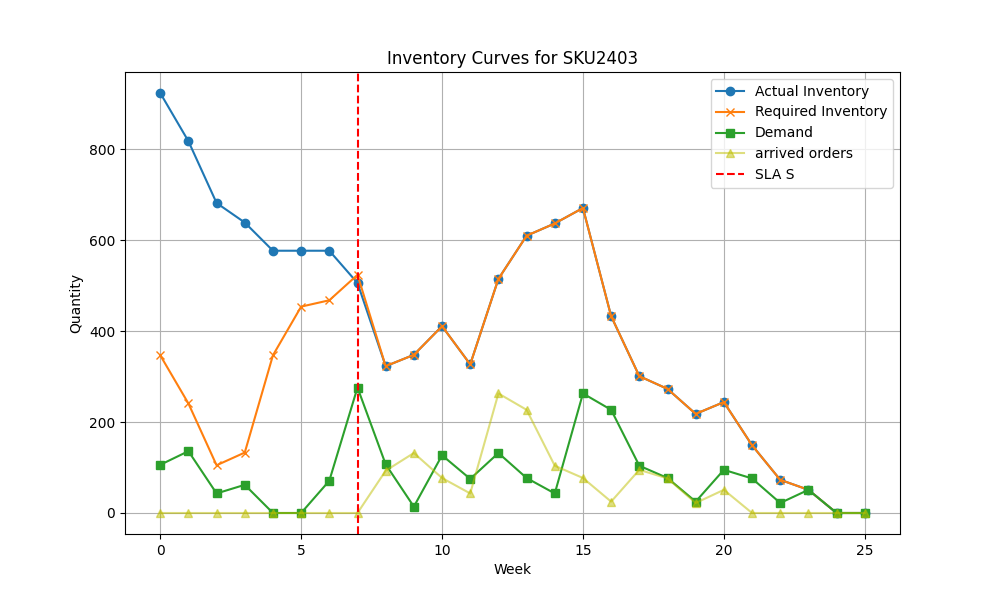 Inventory Curves for SKU2403
Actual Inventory
Required Inventory
Demand
arrived orders
SLA S
Quantity
800
600
400
200
0
0 5 10 15 20 25
Week